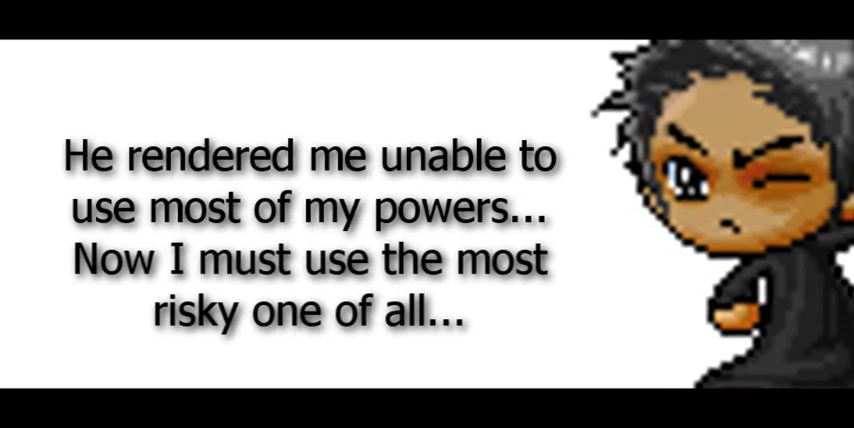 He rendered me unable to
use most of my powers...
Now I must use the most
risky one of all...